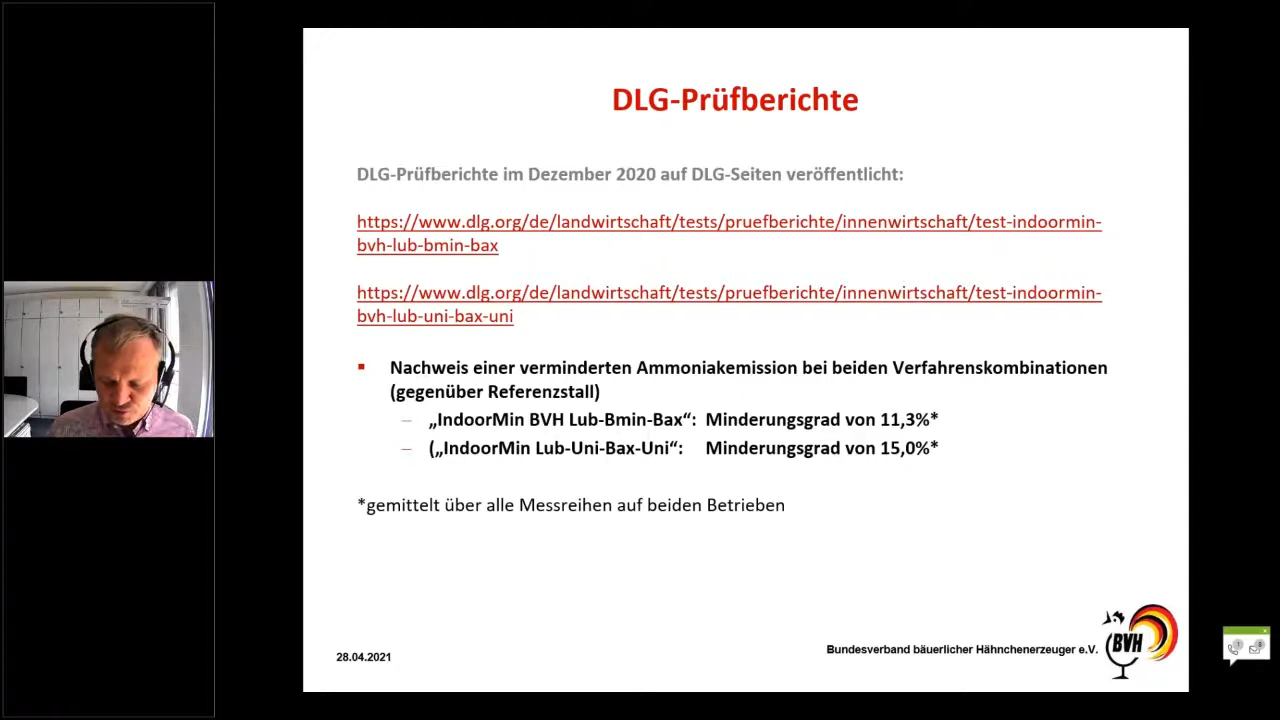 DLG-Prüfberichte
DLG-Prüfberichte im Dezember 2020 auf DLG-Seiten veröffentlicht:
https://www.dlg.org/de/landwirtschaft/tests/pruefberichte/innenwirtschaft/test-indoormin-
bvh-lub-bmin-bax
https://www.dlg.org/de/landwirtschaft/tests/pruefberichte/innenwirtschaft/test-indoormin-
bvh-lub-uni-bax-uni
▪ Nachweis einer verminderten Ammoniakemission bei beiden Verfahrenskombinationen
(gegenüber Referenzstall)
– „IndoorMin BVH Lub-Bmin-Bax“: Minderungsgrad von 11,3%*
– („IndoorMin Lub-Uni-Bax-Uni“: Minderungsgrad von 15,0%*
*gemittelt über alle Messreihen auf beiden Betrieben
28.04.2021
Bundesverband bäuerlicher Hähnchenerzeuger e.V.
BVH